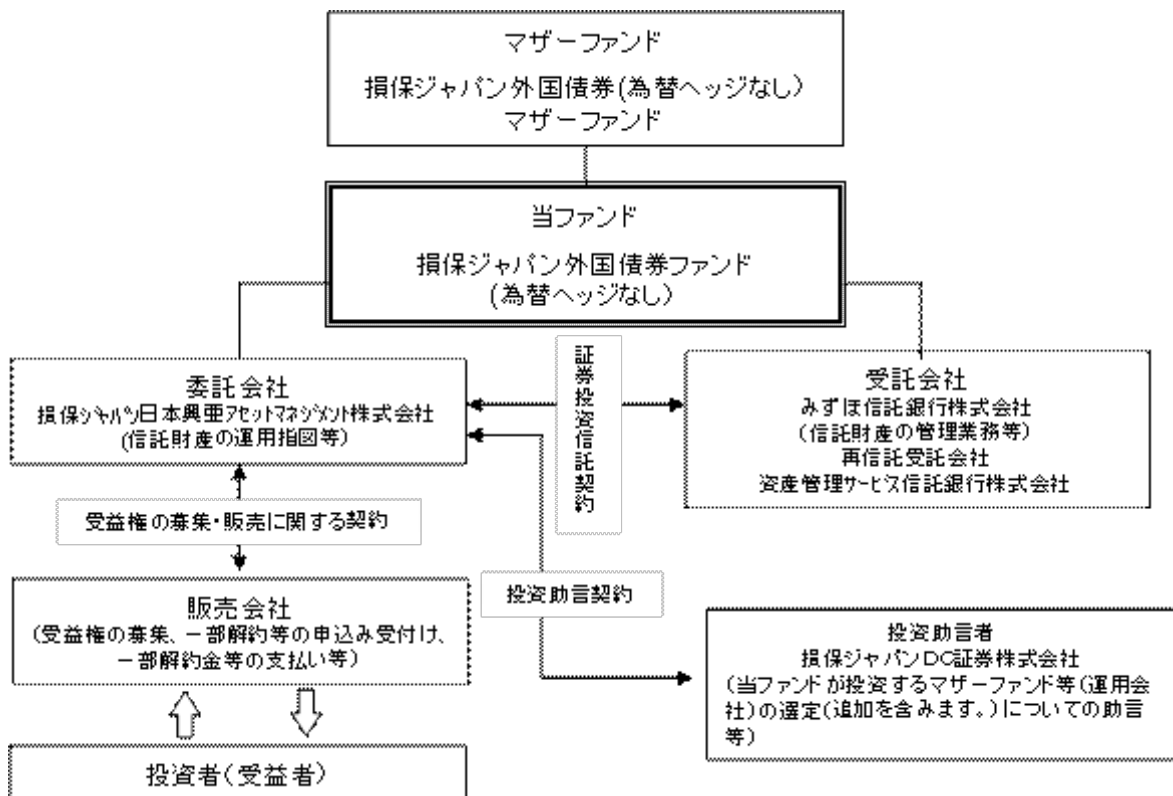 マザーファンド
損保ジャパン外国債券(為替ヘッジなし)
マザーファンド
当ファンド
損保ジャパン外国債券ファンド
(為替ヘッジなし)
委託会社
損保ジャパン日本興亜アセットマネジメント株式会社
(信託財産の運用指図等)
証券投資信託契約
受託会社
みずほ信託銀行株式会社
(信託財産の管理業務等)
再信託受託会社
資産管理サービス信託銀行株式会社
受益権の募集・販売に関する契約
投資助言契約
販売会社
(受益権の募集、一部解約等の申込み受付け、
一部解約金等の支払い等)
投資助言者
損保ジャパンDC証券株式会社
(当ファンドが投資するマザーファンド等(運用会
社)の選定(追加を含みます。)についての助言
等)
投資者(受益者)